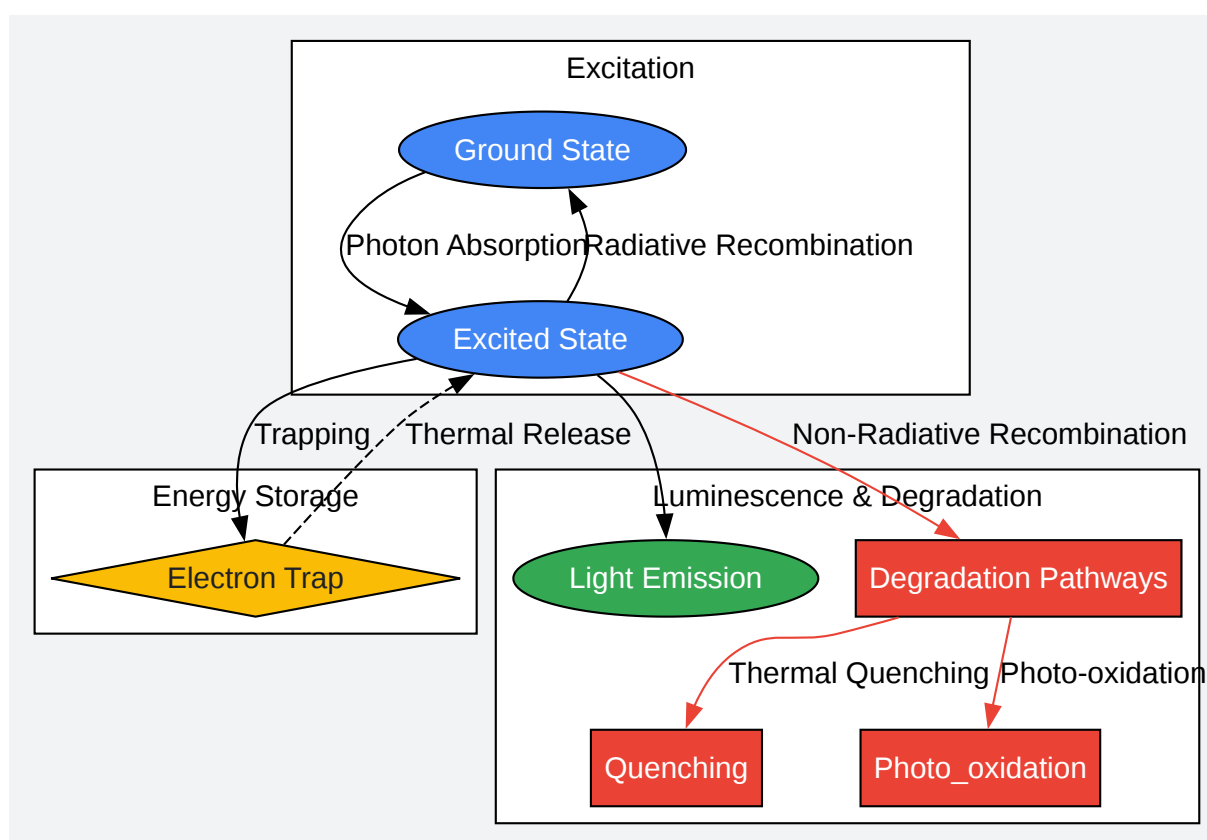 Excitation
Ground State
Photon Absorption
Radiative Recombination
Excited State
Trapping
Thermal Release
Non-Radiative Recombination
Energy Storage
Luminescence & Degradation
Electron Trap
Light Emission
Degradation Pathways
Thermal Quenching
Photo-oxidation
Quenching
Photo_oxidation